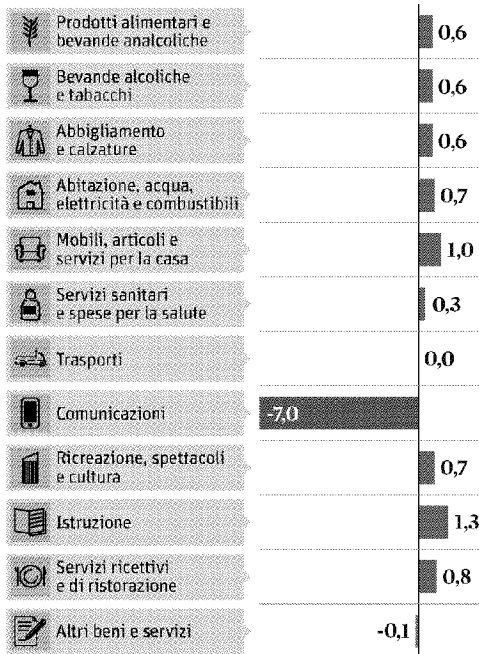 Prodotti alimentari e
bevande analcoliche
0,6
Bevande alcoliche
e tabacchi
0,6
Abbigliamento
e calzature
0,6
Abitazione, acqua,
elettricità e combustibili
0,7
Mobili, articoli e
servizi per la casa
1,0
Servizi sanitari
e spese per la salute
0,3
Trasporti
0,0
Comunicazioni
-7,0
Ricreazione, spettacoli
e cultura
0,7
Istruzione
1,3
Servizi ricettivi
e di ristorazione
0,8
Altri beni e servizi
-0,1